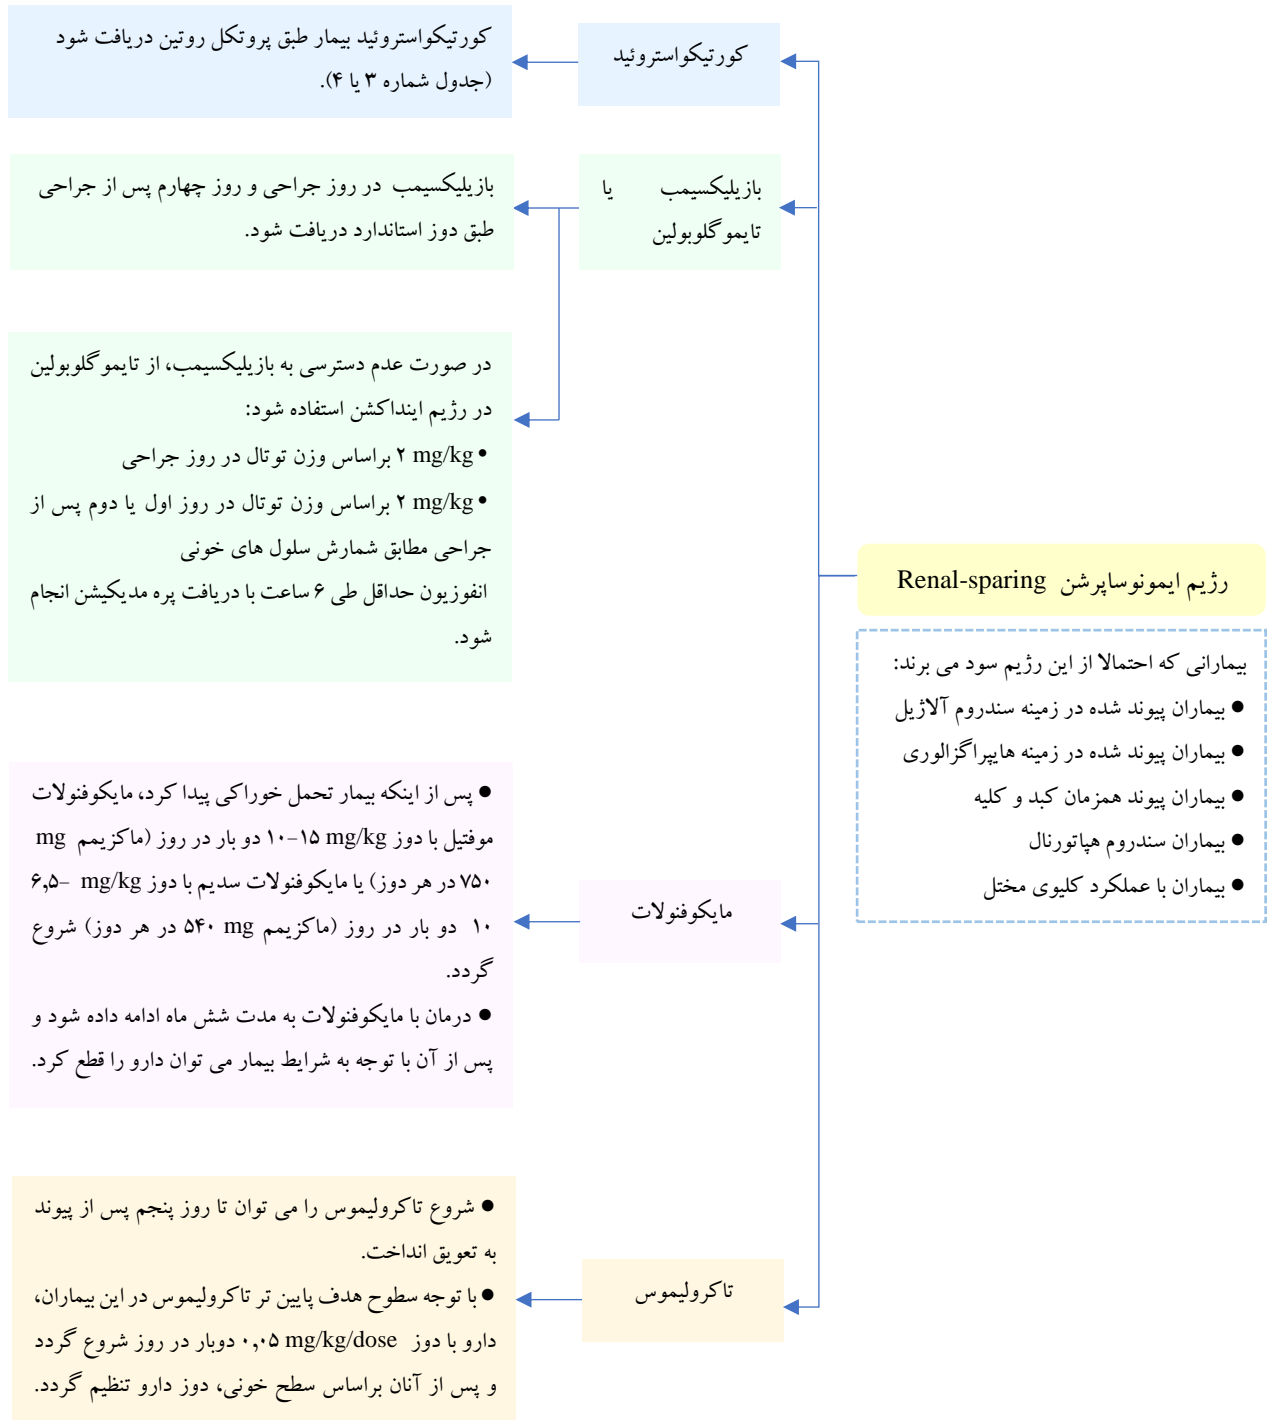 رژیم ایمونوساپرشن Renal-sparing
بیمارانی که احتمالا از این رژیم سود می برند:
● بیماران پیوند شده در زمینه سندروم آلاژیل
● بیماران پیوند شده در زمینه هایپراگزالوری
● بیماران پیوند همزمان کبد و کلیه
● بیماران سندروم هپاتورنال
● بیماران با عملکرد کلیوی مختل
کورتیکواستروئید
کورتیکواستروئید بیمار طبق پروتکل روتین دریافت شود
(جدول شماره ۳ یا ۴).
بازیلیکسیمب یا
تایموگلوبولین
بازیلیکسیمب در روز جراحی و روز چهارم پس از جراحی
طبق دوز استاندارد دریافت شود.
در صورت عدم دسترسی به بازیلیکسیمب، از تایموگلوبولین
در رژیم اینداکشن استفاده شود:
• ۲ mg/kg براساس وزن توتال در روز جراحی
• ۲ mg/kg براساس وزن توتال در روز اول یا دوم پس از
جراحی مطابق شمارش سلول های خونی
انفوزیون حداقل طی ۶ ساعت با دریافت پره مدیکیشن انجام
شود.
مایکوفنولات
● پس از اینکه بیمار تحمل خوراکی پیدا کرد، مایکوفنولات
موفتیل با دوز ۱۰-۱۵ mg/kg دو بار در روز (ماکزیمم mg
۷۵۰ در هر دوز) یا مایکوفنولات سدیم با دوز mg/kg ۶,۵-
۱۰ دو بار در روز (ماکزیمم ۵۴۰ mg در هر دوز) شروع
گردد.
● درمان با مایکوفنولات به مدت شش ماه ادامه داده شود و
پس از آن با توجه به شرایط بیمار می توان دارو را قطع کرد.
تاکرولیموس
● شروع تاکرولیموس را می توان تا روز پنجم پس از پیوند
به تعویق انداخت.
● با توجه سطوح هدف پایین تر تاکرولیموس در این بیماران،
دارو با دوز ۰,۰۵ mg/kg/dose دوبار در روز شروع گردد
و پس از آنان براساس سطح خونی، دوز دارو تنظیم گردد.